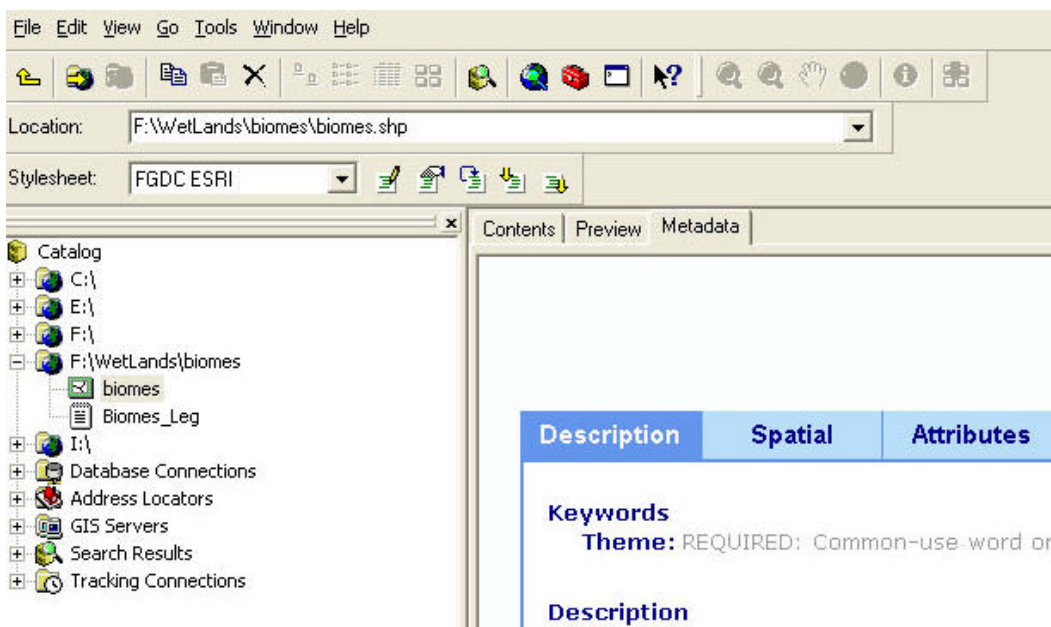 File Edit View Go Tools Window Help
Location: F:\WetLands\biomes\biomes.shp
Stylesheet: FGDC ESRI
Contents Preview Metadata
Catalog
C:\
E:\
F:\
F:\WetLands\biomes
biomes
Biomes_Leg
I:\
Database Connections
Address Locators
GIS Servers
Search Results
Tracking Connections
Description Spatial Attributes
Keywords
Theme: REQUIRED: Common-use word or
Description